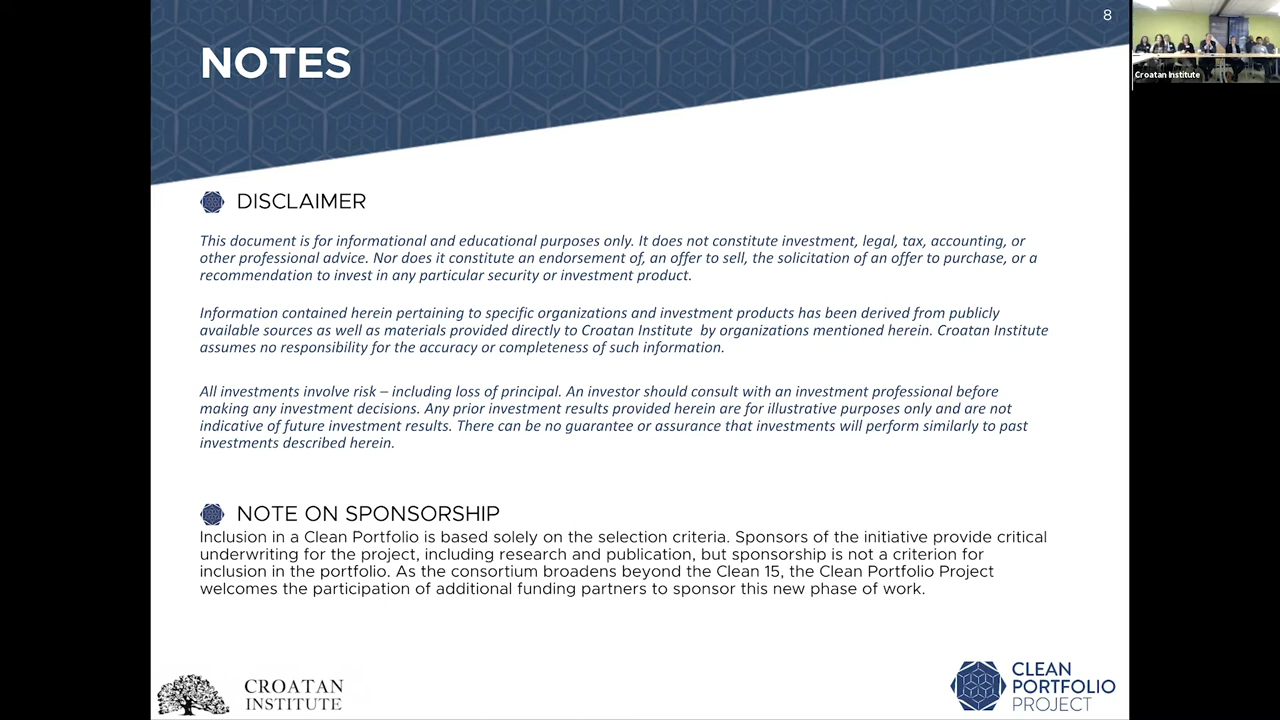 8
NOTES
Croatan Institute
DISCLAIMER
This document is for informational and educational purposes only. It does not constitute investment, legal, tax, accounting, or
other professional advice. Nor does it constitute an endorsement of, an offer to sell, the solicitation of an offer to purchase, or a
recommendation to invest in any particular security or investment product.
Information contained herein pertaining to specific organizations and investment products has been derived from publicly
available sources as well as materials provided directly to Croatan Institute by organizations mentioned herein. Croatan Institute
assumes no responsibility for the accuracy or completeness of such information.
All investments involve risk – including loss of principal. An investor should consult with an investment professional before
making any investment decisions. Any prior investment results provided herein are for illustrative purposes only and are not
indicative of future investment results. There can be no guarantee or assurance that investments will perform similarly to past
investments described herein.
NOTE ON SPONSORSHIP
Inclusion in a Clean Portfolio is based solely on the selection criteria. Sponsors of the initiative provide critical
underwriting for the project, including research and publication, but sponsorship is not a criterion for
inclusion in the portfolio. As the consortium broadens beyond the Clean 15, the Clean Portfolio Project
welcomes the participation of additional funding partners to sponsor this new phase of work.
CROATAN
INSTITUTE
CLEAN
PORTFOLIO
PROJECT